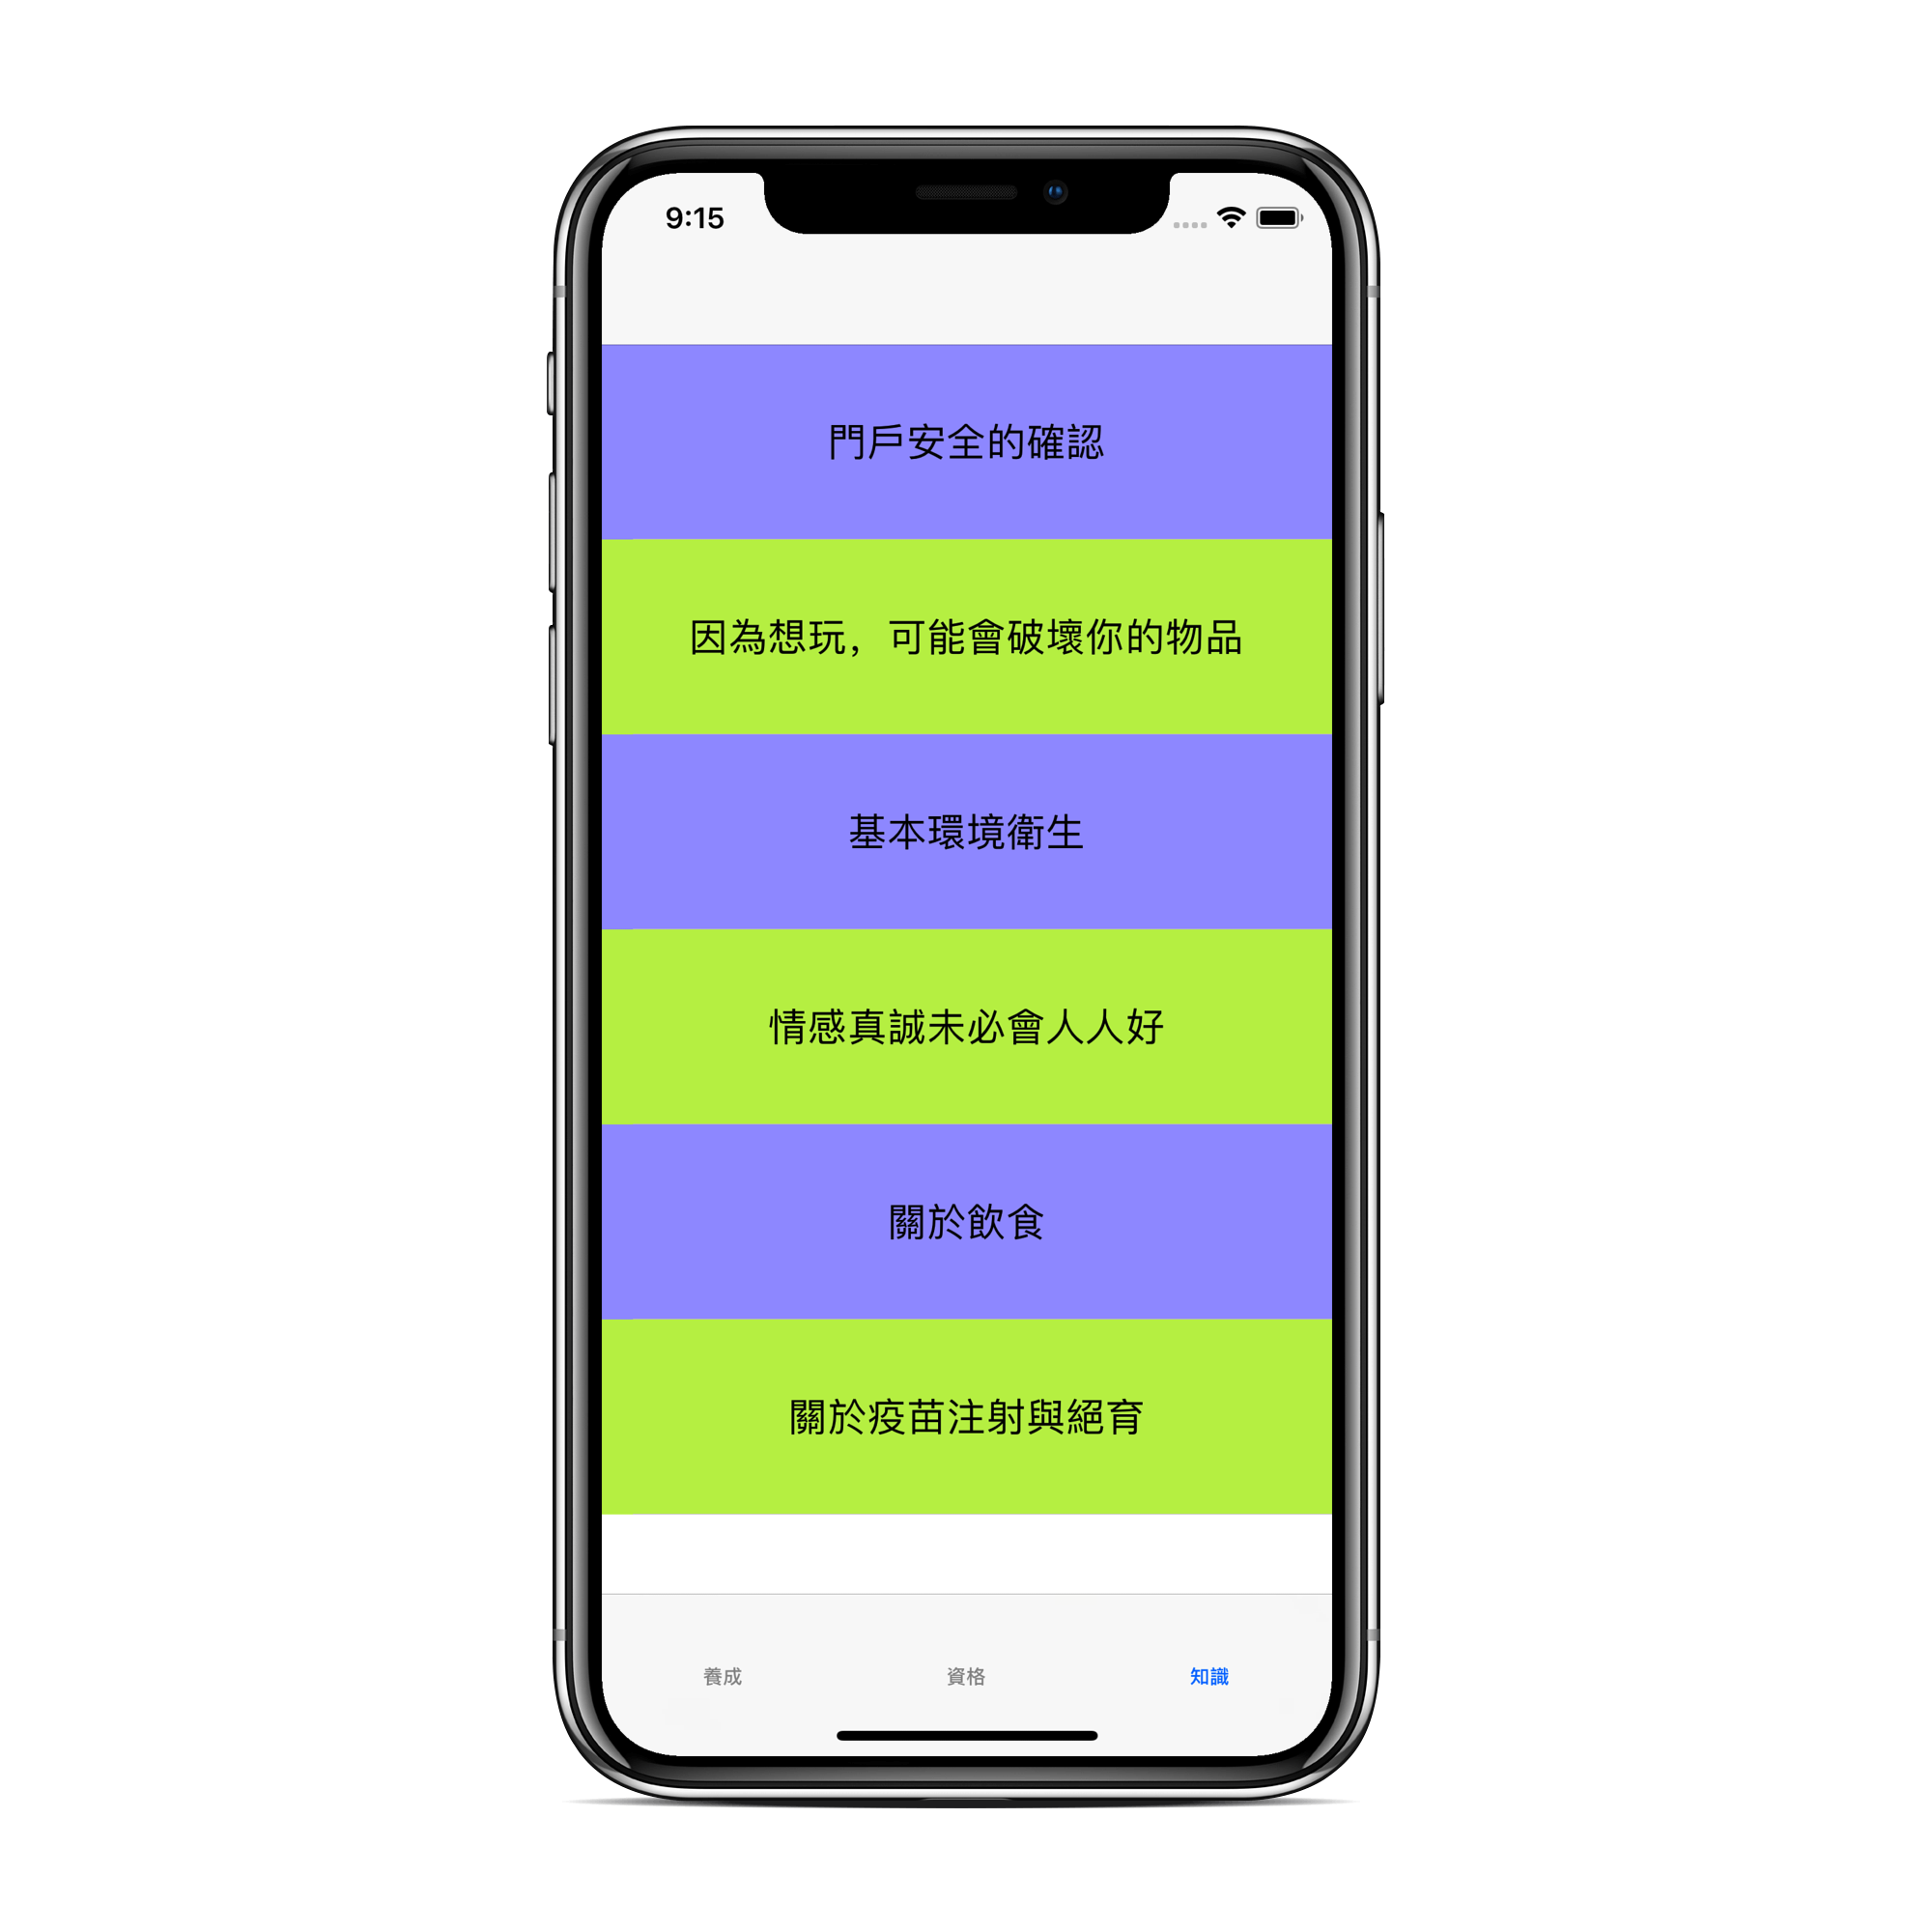 9:15
門戶安全的確認
因為想玩，可能會破壞你的物品
基本環境衛生
情感真誠未必會人人好
關於飲食
關於疫苗注射與絕育
養成 資格 知識